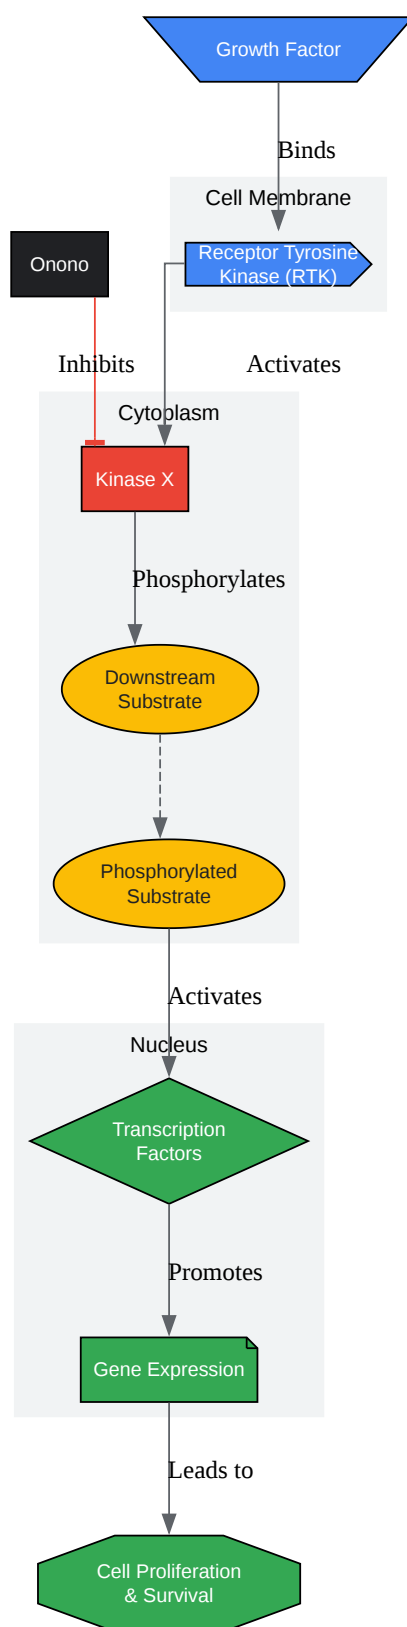 Growth Factor
Binds
Cell Membrane
Receptor Tyrosine
Kinase (RTK)
Onono
Inhibits
Activates
Cytoplasm
Kinase X
Phosphorylates
Downstream
Substrate
Phosphorylated
Substrate
Activates
Nucleus
Transcription
Factors
Promotes
Gene Expression
Leads to
Cell Proliferation
& Survival